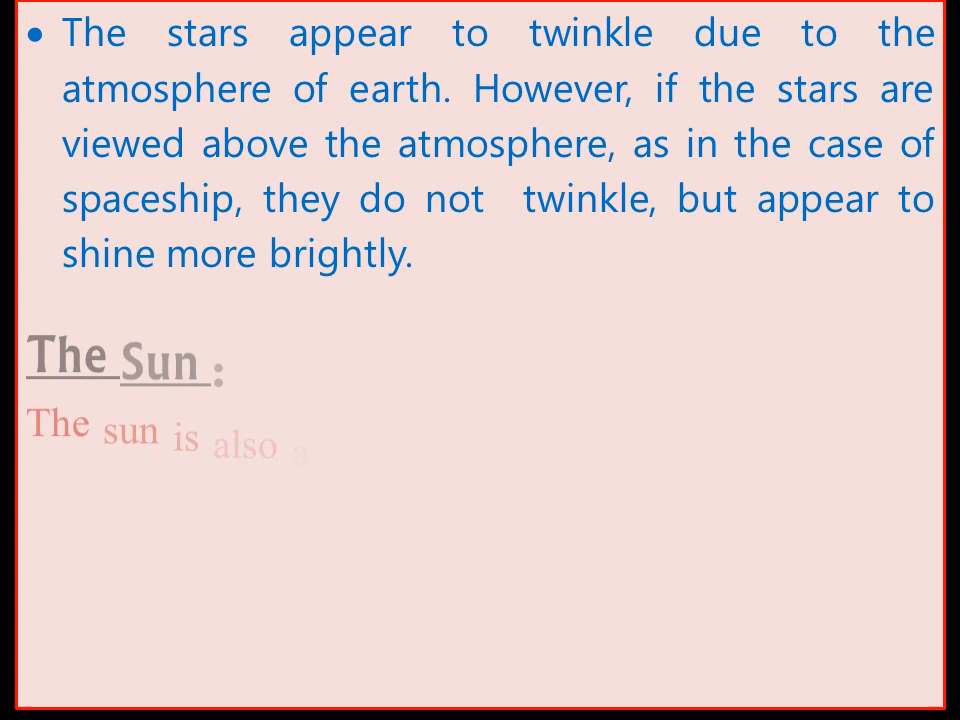 • The stars appear to twinkle due to the
atmosphere of earth. However, if the stars are
viewed above the atmosphere, as in the case of
spaceship, they do not twinkle, but appear to
shine more brightly.
The Sun :
The sun is also a